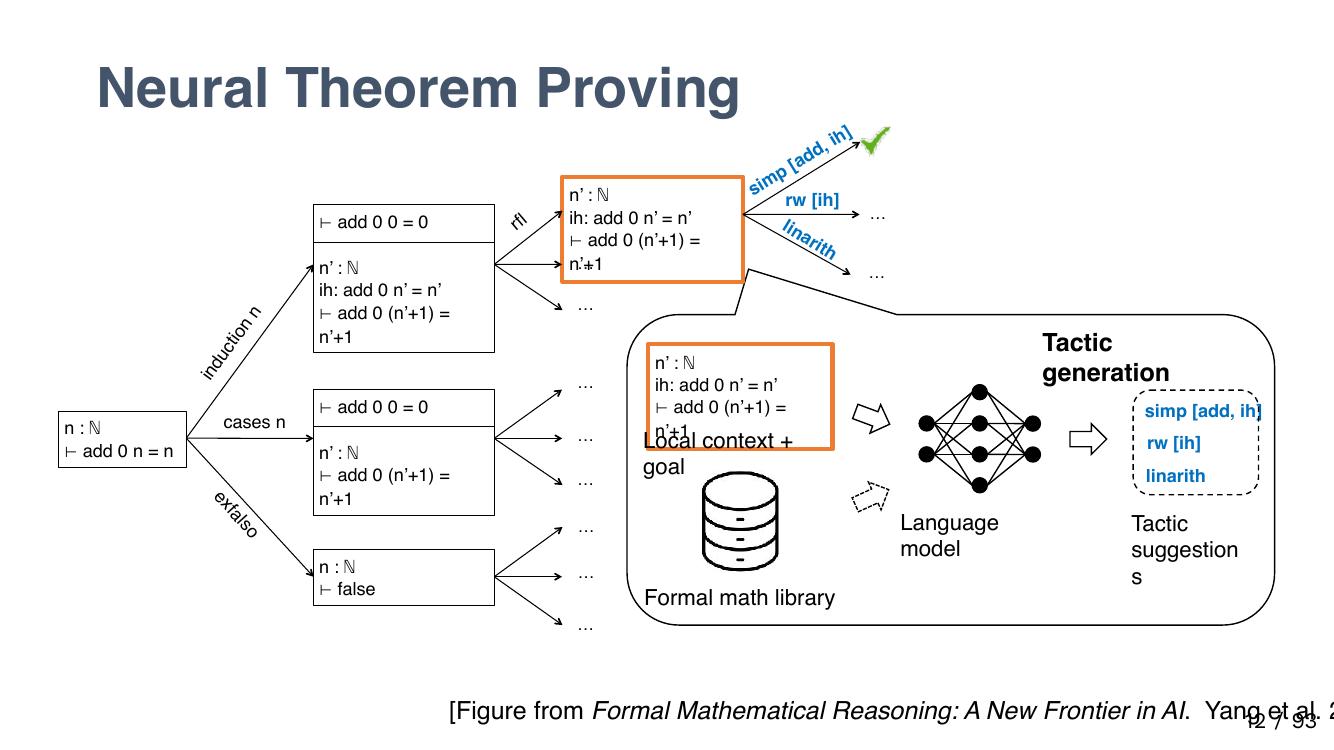 Neural Theorem Proving
n : ℕ
⊢ add 0 n = n
induction n
cases n
exfalso
⊢ add 0 0 = 0
n’ : ℕ
ih: add 0 n’ = n’
⊢ add 0 (n’+1) =
n’+1
⊢ add 0 0 = 0
n’ : ℕ
⊢ add 0 (n’+1) =
n’+1
n : ℕ
⊢ false
rfl
...
...
...
...
...
...
...
...
n’ : ℕ
ih: add 0 n’ = n’
⊢ add 0 (n’+1) =
n’+1
simp [add, ih]
rw [ih]
...
linarith
...
Tactic
generation
n’ : ℕ
ih: add 0 n’ = n’
⊢ add 0 (n’+1) =
n’+1
Local context +
goal
Formal math library
Language
model
simp [add, ih]
rw [ih]
linarith
Tactic
suggestion
s
[Figure from Formal Mathematical Reasoning: A New Frontier in AI. Yang et al. 2
12 / 93